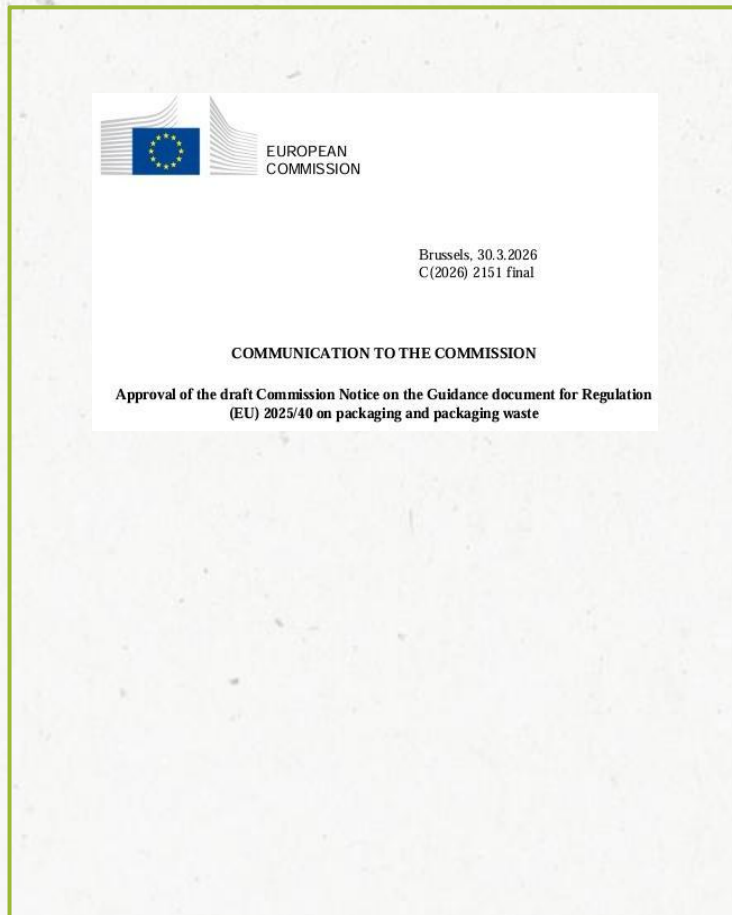 EUROPEAN
COMMISSION
Brussels, 30.3.2026
C(2026) 2151 final
COMMUNICATION TO THE COMMISSION
Approval of the draft Commission Notice on the Guidance document for Regulation
(EU) 2025/40 on packaging and packaging waste